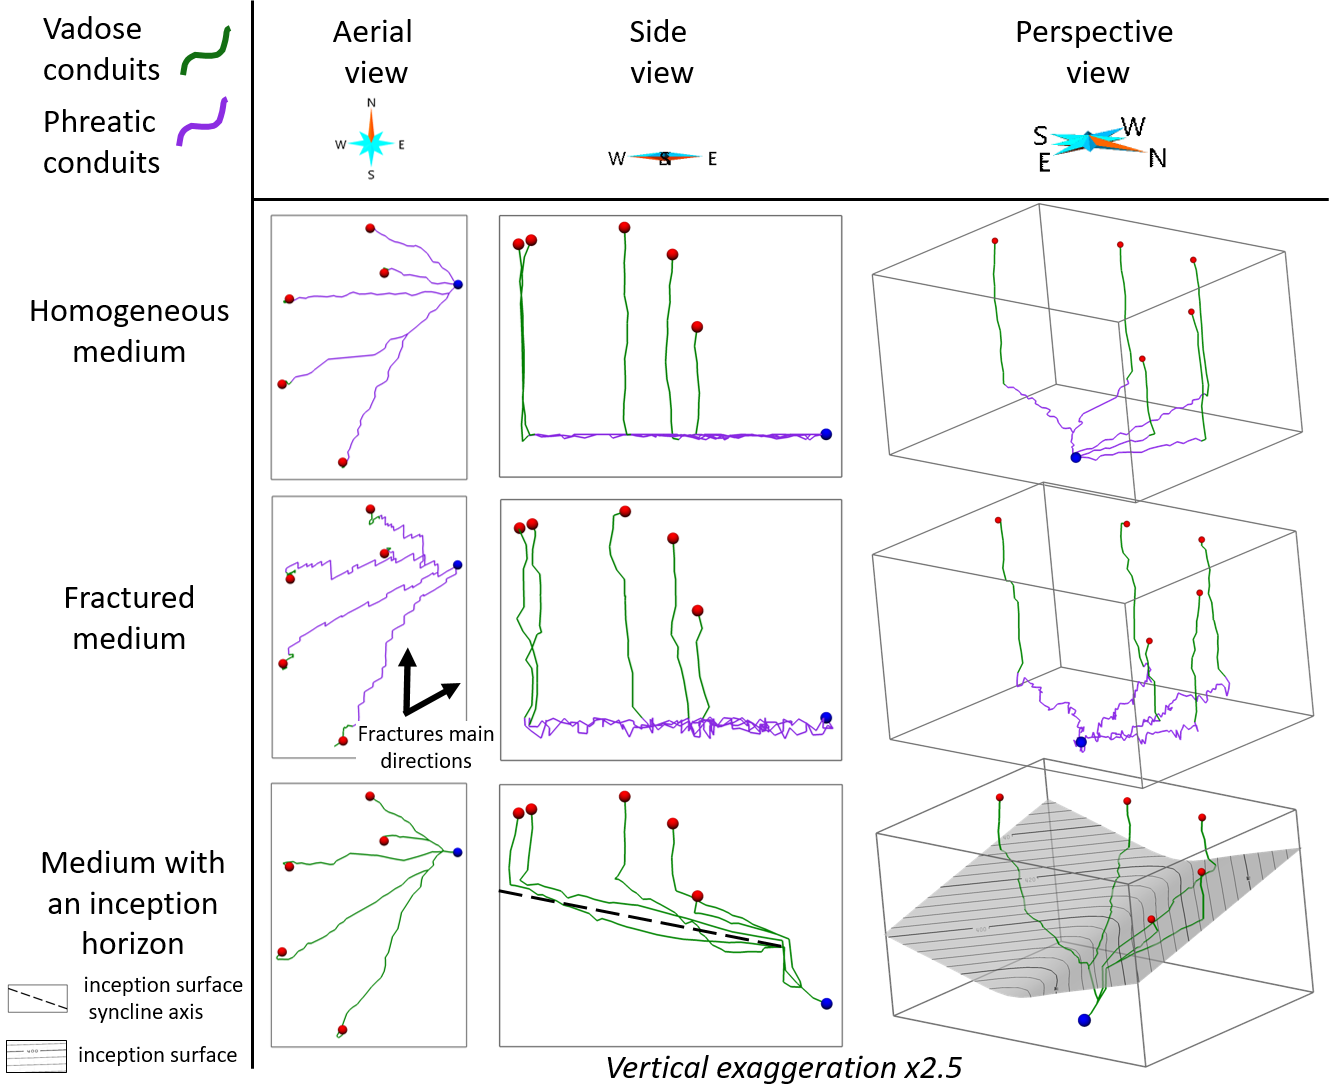 Vadose
conduits
Phreatic
conduits
Aerial
view
N
W E
S
Side
view
W S E
Perspective
view
S W
E N
Homogeneous
medium
Fractured
medium
Fractures main
directions
Medium with
an inception
horizon
inception surface
syncline axis
inception surface
Vertical exaggeration x2.5